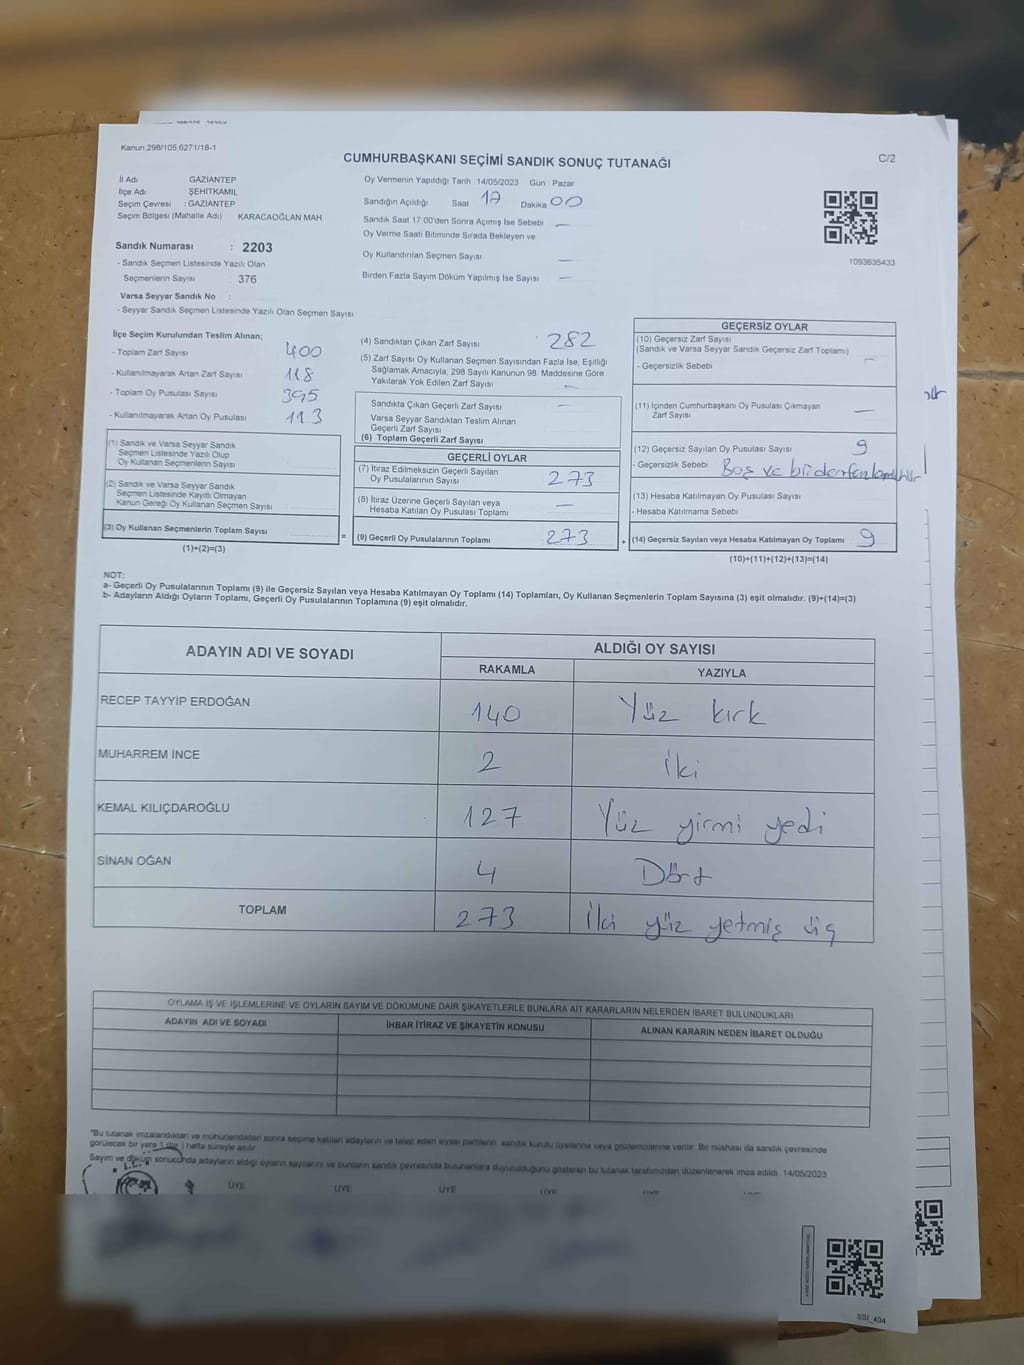 Kanun:298/105,6271/18-1
CUMHURBAŞKANI SEÇİMİ SANDIK SONUÇ TUTANAĞI
C/2
İl Adı GAZİANTEP
İlçe Adı ŞEHİTKAMİL
Seçim Çevresi : GAZİANTEP
Seçim Bölgesi (Mahalle Adı) KARACAOĞLAN MAH
Sandık Numarası : 2203
- Sandık Seçmen Listesinde Yazılı Olan
Seçmenlerin Sayısı : 376
Varsa Seyyar Sandık No :
- Seyyar Sandık Seçmen Listesinde Yazılı Olan Seçmen Sayısı
Oy Vermenin Yapıldığı Tarih :14/05/2023 Gün : Pazar
Sandığın Açıldığı Saat 17 Dakika 00
Sandık Saat 17 00'den Sonra Açımış İse Sebebi —
Oy Verme Saati Bitiminde Sırada Bekleyen ve
Oy Kullandırılan Seçmen Sayısı —
Birden Fazla Sayım Döküm Yapılmış İse Sayısı —
1093635433
İlçe Seçim Kurulundan Teslim Alınan;
- Toplam Zarf Sayısı 400
- Kullanılmayarak Artan Zarf Sayısı 118
- Toplam Oy Pusulası Sayısı 395
- Kullanılmayarak Artan Oy Pusulası 113
(1) Sandık ve Varsa Seyyar Sandık
Seçmen Listesinde Yazılı Olup
Oy Kullanan Seçmenlerin Sayısı
(2) Sandık ve Varsa Seyyar Sandık
Seçmen Listesinde Kayıtlı Olmayan
Kanun Gereği Oy Kullanan Seçmen Sayısı
(3) Oy Kullanan Seçmenlerin Toplam Sayısı =
(1)+(2)=(3)
(4) Sandıktan Çıkan Zarf Sayısı : 282
(5) Zarf Sayısı Oy Kullanan Seçmen Sayısından Fazla İse, Eşitliği
Sağlamak Amacıyla, 298 Sayılı Kanunun 98. Maddesine Göre
Yakılarak Yok Edilen Zarf Sayısı —
Sandıkta Çıkan Geçerli Zarf Sayısı —
Varsa Seyyar Sandıktan Teslim Alınan
Geçerli Zarf Sayısı
(6) Toplam Geçerli Zarf Sayısı
GEÇERLİ OYLAR
(7) İtiraz Edilmeksizin Geçerli Sayılan
Oy Pusulalarının Sayısı 273
(8) İtiraz Üzerine Geçerli Sayılan veya
Hesaba Katılan Oy Pusulası Toplamı —
(9) Geçerli Oy Pusulalarının Toplamı 273 +
GEÇERSİZ OYLAR
(10) Geçersiz Zarf Sayısı
(Sandık ve Varsa Seyyar Sandık Geçersiz Zarf Toplamı) —
- Geçersizlik Sebebi
(11) İçinden Cumhurbaşkanı Oy Pusulası Çıkmayan
Zarf Sayısı —
(12) Geçersiz Sayılan Oy Pusulası Sayısı 9
- Geçersizlik Sebebi Boş ve birden fazla
(13) Hesaba Katılmayan Oy Pusulası Sayısı
- Hesaba Katılmama Sebebi
(14) Geçersiz Sayılan veya Hesaba Katılmayan Oy Toplamı 9
(10)+(11)+(12)+(13)=(14)
NOT:
a- Geçerli Oy Pusulalarının Toplamı (9) ile Geçersiz Sayılan veya Hesaba Katılmayan Oy Toplamı (14) Toplamları, Oy Kullanan Seçmenlerin Toplam Sayısına (3) eşit olmalıdır. (9)+(14)=(3)
b- Adayların Aldığı Oyların Toplamı, Geçerli Oy Pusulalarının Toplamına (9) eşit olmalıdır.
ADAYIN ADI VE SOYADI ALDIĞI OY SAYISI
RAKAMLA YAZIYLA
RECEP TAYYİP ERDOĞAN 140 Yüz kırk
MUHARREM İNCE 2 İki
KEMAL KILIÇDAROĞLU 127 Yüz yirmi yedi
SİNAN OĞAN 4 Dört
TOPLAM 273 İki yüz yetmiş üç
OYLAMA İŞ VE İŞLEMLERİNE VE OYLARIN SAYIM VE DÖKÜMÜNE DAİR ŞİKAYETLERLE BUNLARA AİT KARARLARIN NELERDEN İBARET BULUNDUKLARI
ADAYIN ADI VE SOYADI İHBAR İTİRAZ VE ŞİKAYETİN KONUSU ALINAN KARARIN NEDEN İBARET OLDUĞU
*Bu tutanak imzalandıktan ve mühürlendikten sonra seçime katılan adayların ve talep eden siyasi partilerin sandık kurulu üyelerine veya gözlemcilerine verilir. Bir nüshası da sandık çevresinde
görülecek bir yere 1 (bir) hafta süreyle asılır
Sayım ve döküm sonucunda adayların aldığı oyların sayılarını ve bunların sandık çevresinde bulunanlara duyurulduğunu gösteren bu tutanak tarafımızdan düzenlenerek imza edildi. 14/05/2023
ÜYE ÜYE ÜYE ÜYE ÜYE ÜYE
SSİ_404